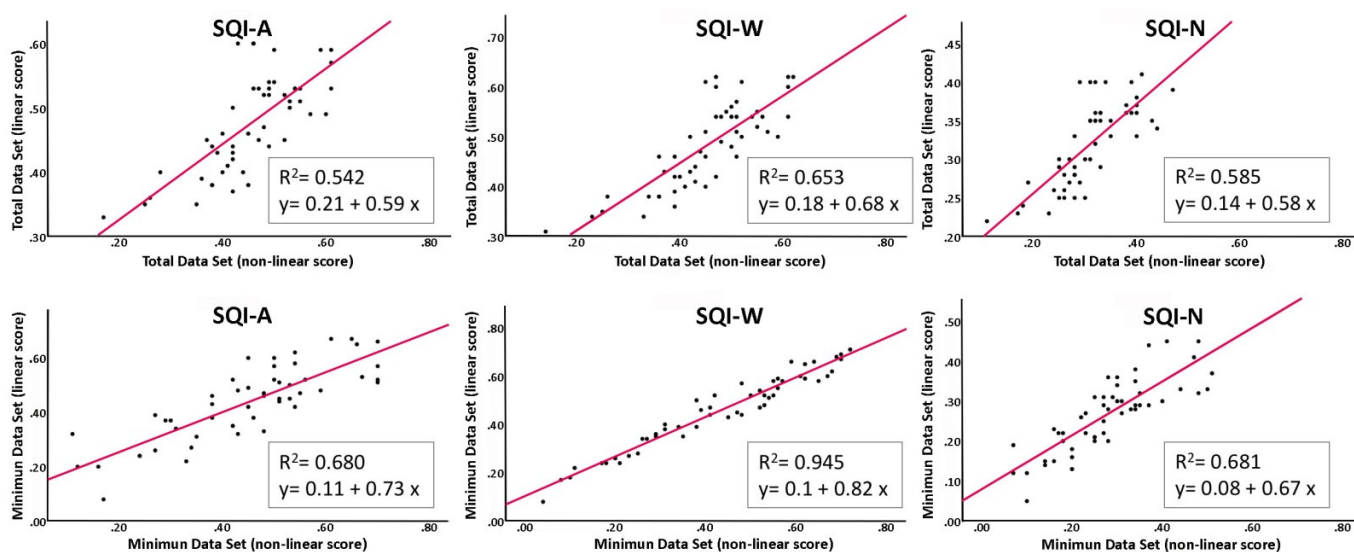 SQI-A
Total Data Set (linear score)
.60
.50
.40
.30
R²= 0.542
y= 0.21 + 0.59 x
.20
.40
.60
.80
Total Data Set (non-linear score)
SQI-W
Total Data Set (linear score)
.70
.60
.50
.40
.30
R²= 0.653
y= 0.18 + 0.68 x
.20
.40
.60
.80
Total Data Set (non-linear score)
SQI-N
Total Data Set (linear score)
.45
.40
.35
.30
.25
.20
R²= 0.585
y= 0.14 + 0.58 x
.20
.40
.60
.80
Total Data Set (non-linear score)
SQI-A
Minimun Data Set (linear score)
.60
.40
.20
.00
R²= 0.680
y= 0.11 + 0.73 x
.20
.40
.60
.80
Minimun Data Set (non-linear score)
SQI-W
Minimun Data Set (linear score)
.80
.60
.40
.20
.00
R²= 0.945
y= 0.1 + 0.82 x
.00
.20
.40
.60
.80
Minimun Data Set (non-linear score)
SQI-N
Minimun Data Set (linear score)
.50
.40
.30
.20
.10
.00
R²= 0.681
y= 0.08 + 0.67 x
.00
.20
.40
.60
.80
Minimun Data Set (non-linear score)